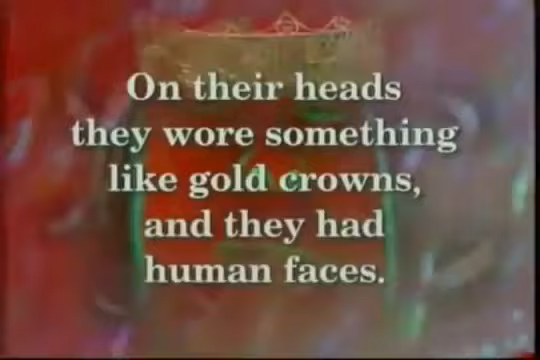 On their heads
they wore something
like gold crowns,
and they had
human faces.